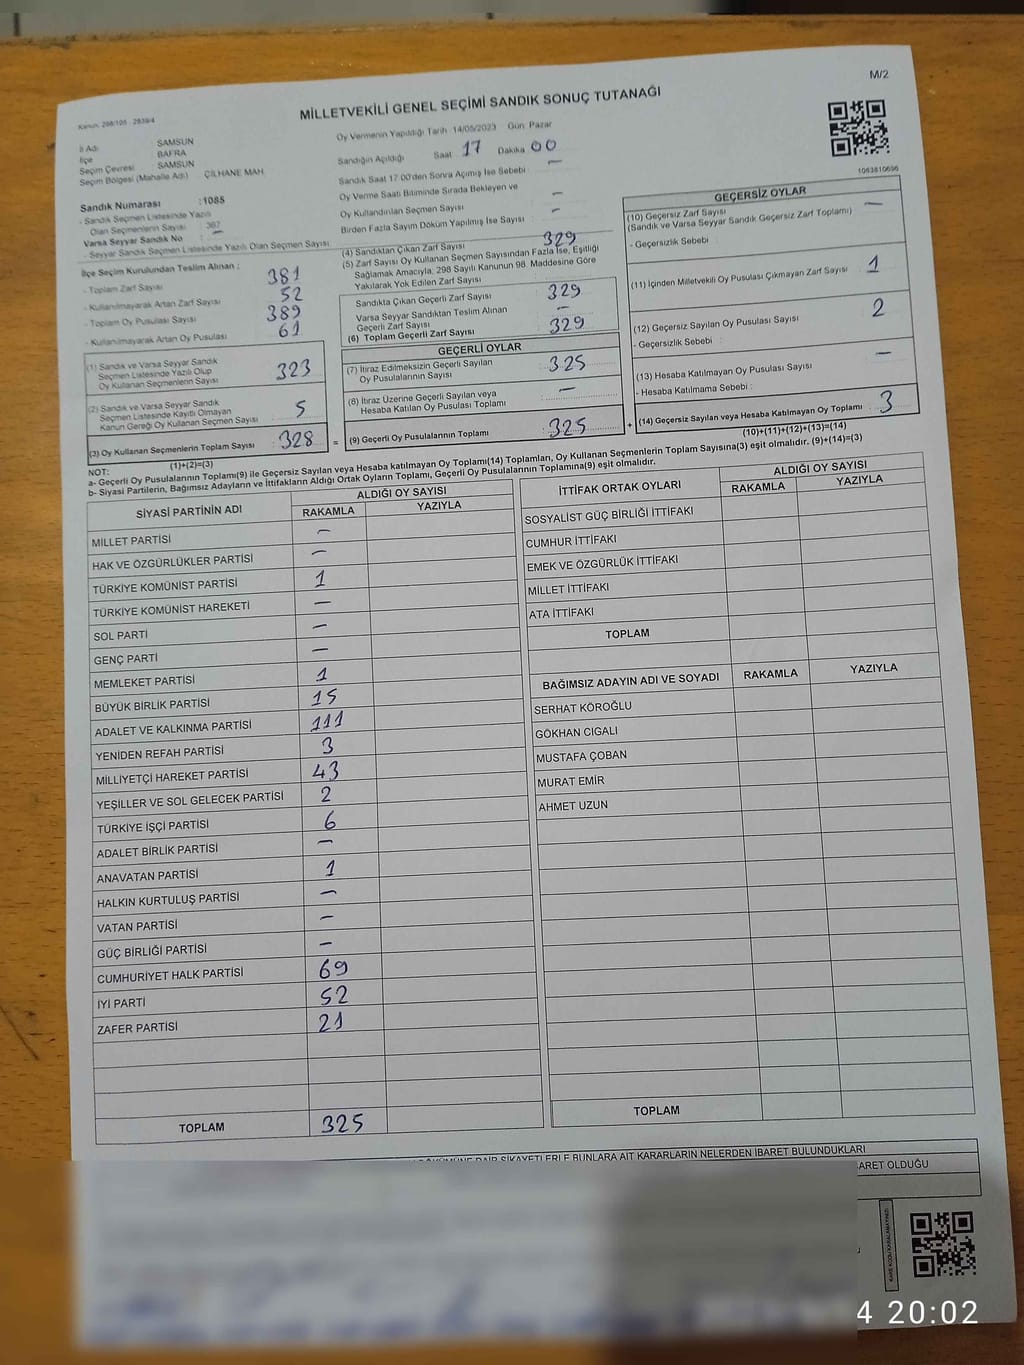 M/2
MİLLETVEKİLİ GENEL SEÇİMİ SANDIK SONUÇ TUTANAĞI
Kanun: 298/105 - 2839/4
İl Adı SAMSUN
İlçe BAFRA
Seçim Çevresi SAMSUN
Seçim Bölgesi (Mahalle Adı) ÇİLHANE MAH.
Oy Vermenin Yapıldığı Tarih 14/05/2023 Gün: Pazar
Sandığın Açıldığı Saat 17 Dakika 00
Sandık Saat 17:00'den Sonra Açımış İse Sebebi —
Oy Verme Saati Bitiminde Sırada Bekleyen ve
Oy Kullandırılan Seçmen Sayısı —
Birden Fazla Sayım Döküm Yapılmış İse Sayısı —
1063810696
Sandık Numarası : 1085
- Sandık Seçmen Listesinde Yazılı
Olan Seçmenlerin Sayısı : 367
Varsa Seyyar Sandık No : —
- Seyyar Sandık Seçmen Listesinde Yazılı Olan Seçmen Sayısı
İlçe Seçim Kurulundan Teslim Alınan :
- Toplam Zarf Sayısı 381
- Kullanılmayarak Artan Zarf Sayısı 52
- Toplam Oy Pusulası Sayısı 389
- Kullanılmayarak Artan Oy Pusulası 61
(1) Sandık ve Varsa Seyyar Sandık
Seçmen Listesinde Yazılı Olup
Oy Kullanan Seçmenlerin Sayısı 323
(2) Sandık ve Varsa Seyyar Sandık
Seçmen Listesinde Kayıtlı Olmayan
Kanun Gereği Oy Kullanan Seçmen Sayısı 5
(3) Oy Kullanan Seçmenlerin Toplam Sayısı 328 =
(1)+(2)=(3)
(4) Sandıktan Çıkan Zarf Sayısı 329
(5) Zarf Sayısı Oy Kullanan Seçmen Sayısından Fazla İse, Eşitliği
Sağlamak Amacıyla, 298 Sayılı Kanunun 98. Maddesine Göre
Yakılarak Yok Edilen Zarf Sayısı
Sandıkta Çıkan Geçerli Zarf Sayısı 329
Varsa Seyyar Sandıktan Teslim Alınan
Geçerli Zarf Sayısı —
(6) Toplam Geçerli Zarf Sayısı 329
GEÇERLİ OYLAR
(7) İtiraz Edilmeksizin Geçerli Sayılan
Oy Pusulalarının Sayısı 325
(8) İtiraz Üzerine Geçerli Sayılan veya
Hesaba Katılan Oy Pusulası Toplamı —
(9) Geçerli Oy Pusulalarının Toplamı 325 +
GEÇERSİZ OYLAR
(10) Geçersiz Zarf Sayısı
(Sandık ve Varsa Seyyar Sandık Geçersiz Zarf Toplamı) —
- Geçersizlik Sebebi :
(11) İçinden Milletvekili Oy Pusulası Çıkmayan Zarf Sayısı 1
(12) Geçersiz Sayılan Oy Pusulası Sayısı 2
- Geçersizlik Sebebi :
(13) Hesaba Katılmayan Oy Pusulası Sayısı —
- Hesaba Katılmama Sebebi :
(14) Geçersiz Sayılan veya Hesaba Katılmayan Oy Toplamı 3
(10)+(11)+(12)+(13)=(14)
NOT:
a- Geçerli Oy Pusulalarının Toplamı(9) ile Geçersiz Sayılan veya Hesaba katılmayan Oy Toplamı(14) Toplamları, Oy Kullanan Seçmenlerin Toplam Sayısına(3) eşit olmalıdır. (9)+(14)=(3)
b- Siyasi Partilerin, Bağımsız Adayların ve İttifakların Aldığı Ortak Oyların Toplamı, Geçerli Oy Pusulalarının Toplamına(9) eşit olmalıdır.
SİYASİ PARTİNİN ADI ALDIĞI OY SAYISI
RAKAMLA YAZIYLA
MİLLET PARTİSİ —
HAK VE ÖZGÜRLÜKLER PARTİSİ —
TÜRKİYE KOMÜNİST PARTİSİ 1
TÜRKİYE KOMÜNİST HAREKETİ —
SOL PARTİ —
GENÇ PARTİ —
MEMLEKET PARTİSİ 1
BÜYÜK BİRLİK PARTİSİ 15
ADALET VE KALKINMA PARTİSİ 111
YENİDEN REFAH PARTİSİ 3
MİLLİYETÇİ HAREKET PARTİSİ 43
YEŞİLLER VE SOL GELECEK PARTİSİ 2
TÜRKİYE İŞÇİ PARTİSİ 6
ADALET BİRLİK PARTİSİ —
ANAVATAN PARTİSİ 1
HALKIN KURTULUŞ PARTİSİ —
VATAN PARTİSİ —
GÜÇ BİRLİĞİ PARTİSİ —
CUMHURİYET HALK PARTİSİ 69
İYİ PARTİ 52
ZAFER PARTİSİ 21
TOPLAM 325
İTTİFAK ORTAK OYLARI ALDIĞI OY SAYISI
RAKAMLA YAZIYLA
SOSYALİST GÜÇ BİRLİĞİ İTTİFAKI
CUMHUR İTTİFAKI
EMEK VE ÖZGÜRLÜK İTTİFAKI
MİLLET İTTİFAKI
ATA İTTİFAKI
TOPLAM
BAĞIMSIZ ADAYIN ADI VE SOYADI RAKAMLA YAZIYLA
SERHAT KÖROĞLU
GÖKHAN CIGALI
MUSTAFA ÇOBAN
MURAT EMİR
AHMET UZUN
TOPLAM
DAİR ŞİKAYETLERLE BUNLARA AİT KARARLARIN NELERDEN İBARET BULUNDUKLARI
BARET OLDUĞU
4 20:02